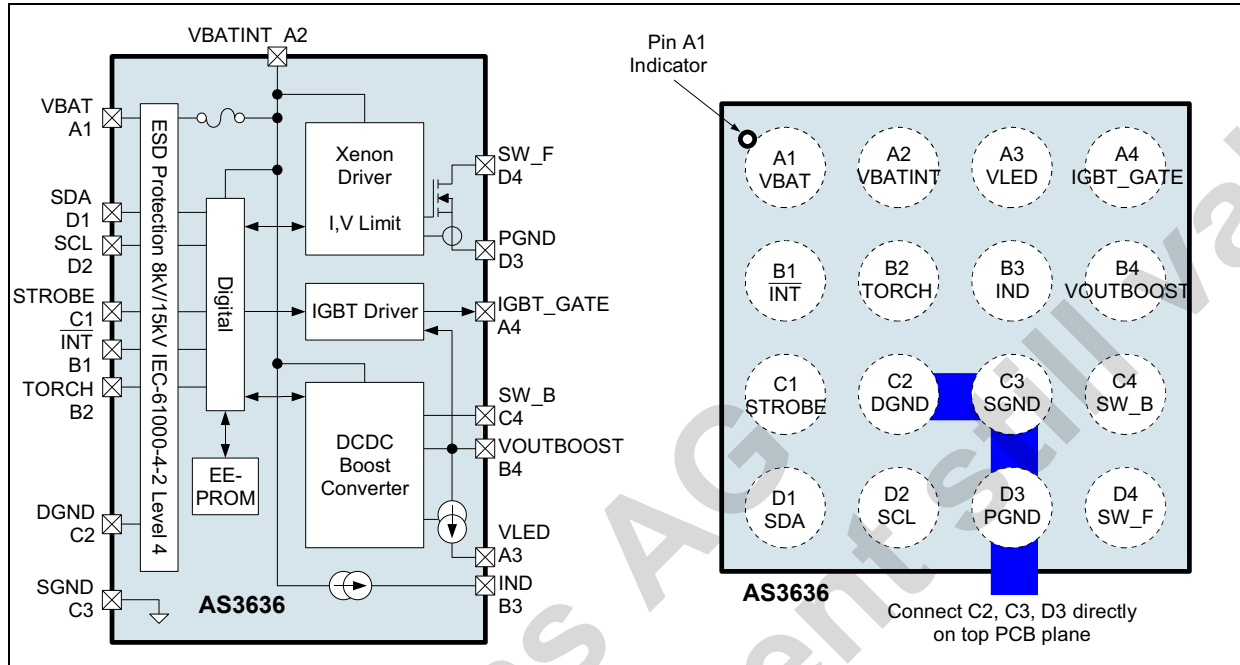 VBATINT A2
VBAT
A1
SDA
D1
SCL
D2
STROBE
C1
INT
B1
TORCH
B2
DGND
C2
SGND
C3
ESD Protection 8kV/15kV IEC-61000-4-2 Level 4
Digital
EE-
PROM
Xenon
Driver
I,V Limit
IGBT Driver
DCDC
Boost
Converter
SW_F
D4
PGND
D3
IGBT_GATE
A4
SW_B
C4
VOUTBOOST
B4
VLED
A3
IND
B3
AS3636
Pin A1
Indicator
A1
VBAT
A2
VBATINT
A3
VLED
A4
IGBT_GATE
B1
INT
B2
TORCH
B3
IND
B4
VOUTBOOST
C1
STROBE
C2
DGND
C3
SGND
C4
SW_B
D1
SDA
D2
SCL
D3
PGND
D4
SW_F
AS3636
Connect C2, C3, D3 directly
on top PCB plane
AG
still